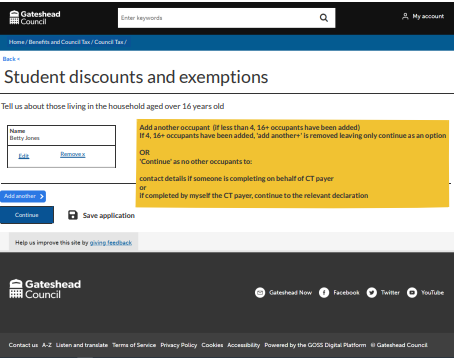 Gateshead
Council
Enter keywords
My account
Home / Benefits and Council Tax / Council Tax /
Back <
Student discounts and exemptions
Tell us about those living in the household aged over 16 years old
Name
Betty Jones
Edit
Remove x
Add another occupant (if less than 4, 16+ occupants have been added)
If 4, 16+ occupants have been added, 'add another+' is removed leaving only continue as an option
OR
'Continue' as no other occupants to:
contact details if someone is completing on behalf of CT payer
or
if completed by myself the CT payer, continue to the relevant declaration
Add another
Continue
Save application
Help us improve this site by giving feedback
Gateshead
Council
Gateshead Now
Facebook
Twitter
YouTube
Contact us A-Z Listen and translate Terms of Service Privacy Policy Cookies Accessibility Powered by the GOSS Digital Platform © Gateshead Council